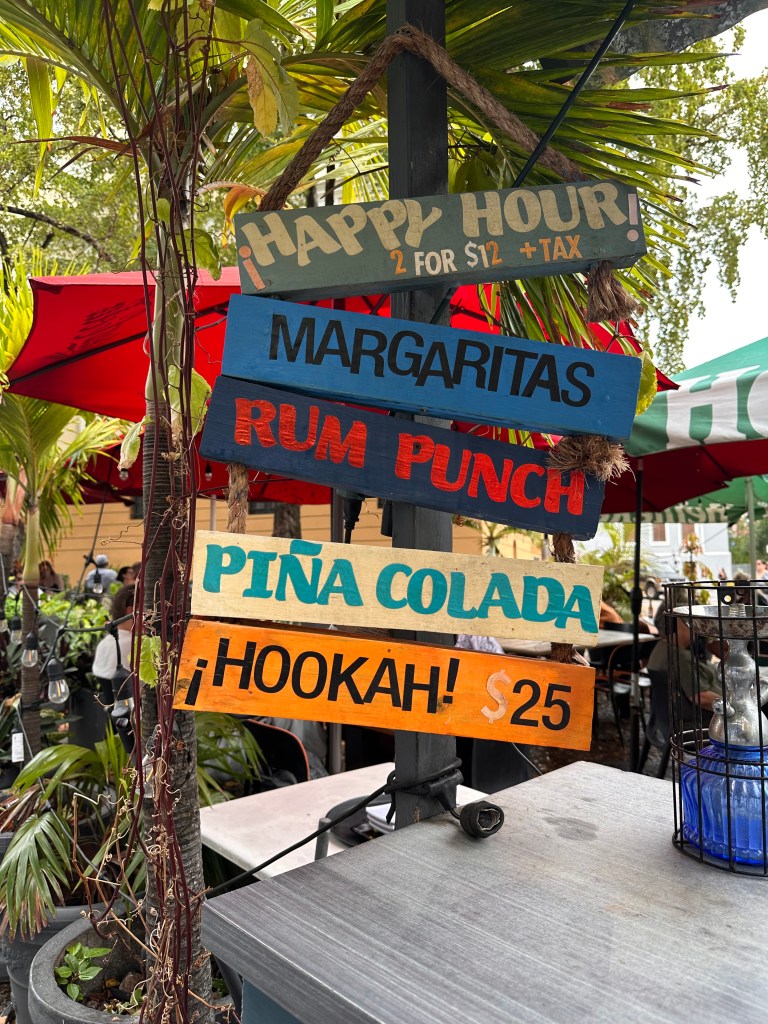 ¡HAPPY HOUR!
2 FOR $12 +TAX
MARGARITAS
RUM PUNCH
PIÑA COLADA
¡HOOKAH! $25